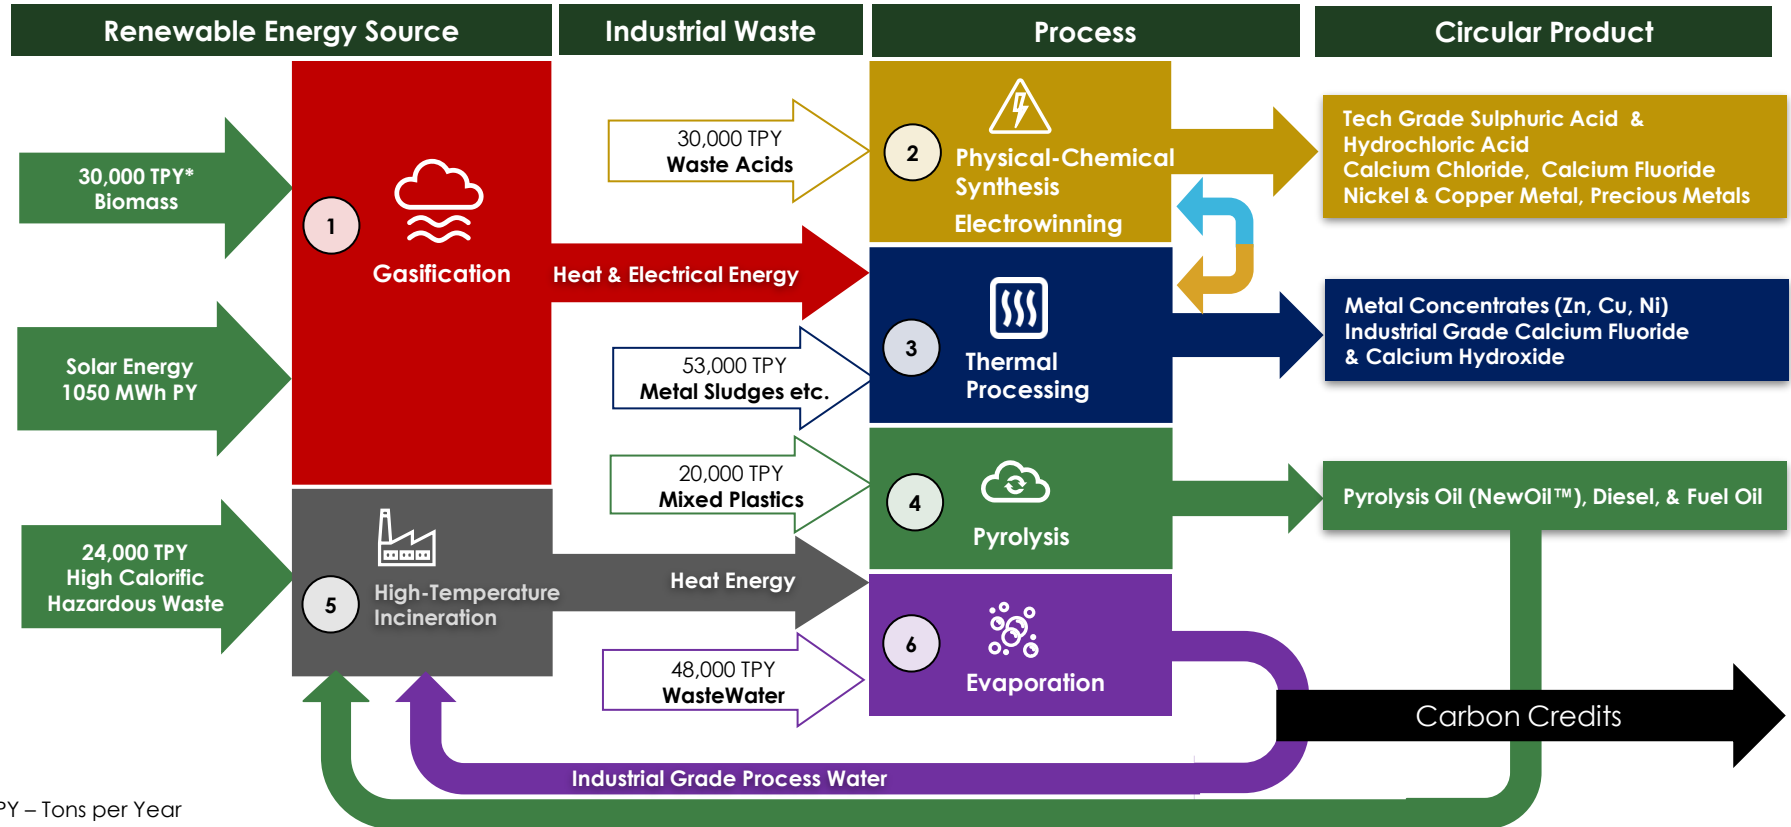 Renewable Energy Source
Industrial Waste
Process
Circular Product
30,000 TPY*
Biomass
Solar Energy
1050 MWh PY
24,000 TPY
High Calorific
Hazardous Waste
1
Gasification
5
High-Temperature
Incineration
30,000 TPY
Waste Acids
Heat & Electrical Energy
53,000 TPY
Metal Sludges etc.
20,000 TPY
Mixed Plastics
Heat Energy
48,000 TPY
WasteWater
2
Physical-Chemical
Synthesis
Electrowinning
3
Thermal
Processing
4
Pyrolysis
6
Evaporation
Tech Grade Sulphuric Acid &
Hydrochloric Acid
Calcium Chloride, Calcium Fluoride
Nickel & Copper Metal, Precious Metals
Metal Concentrates (Zn, Cu, Ni)
Industrial Grade Calcium Fluoride
& Calcium Hydroxide
Pyrolysis Oil (NewOil™), Diesel, & Fuel Oil
Carbon Credits
Industrial Grade Process Water
PY – Tons per Year